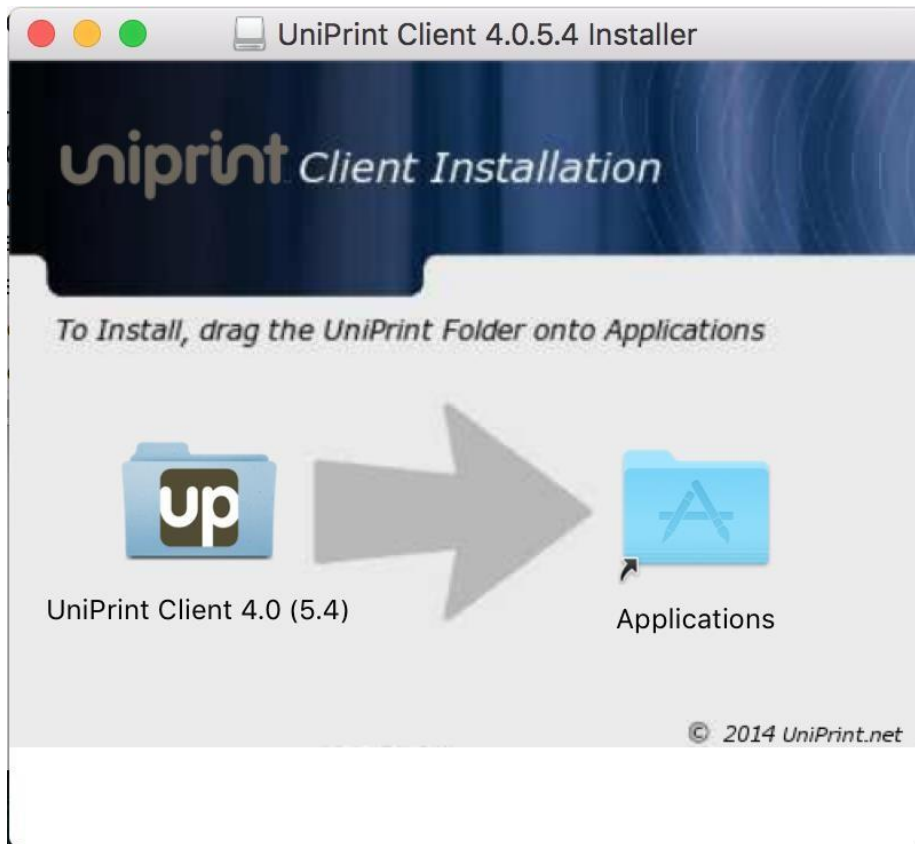 UniPrint Client 4.0.5.4 Installer
uniprint Client Installation
To Install, drag the UniPrint Folder onto Applications
up
UniPrint Client 4.0 (5.4)
Applications
© 2014 UniPrint.net